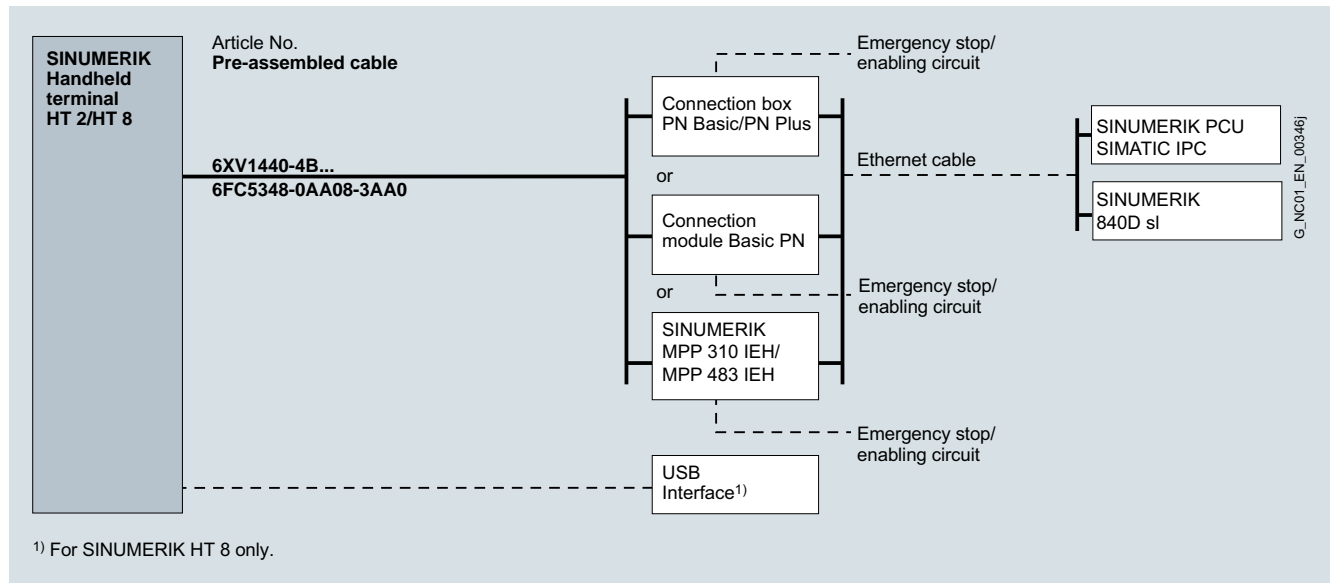 SINUMERIK
Handheld
terminal
HT 2/HT 8
Article No.
Pre-assembled cable
6XV1440-4B...
6FC5348-0AA08-3AA0
Emergency stop/
enabling circuit
Connection box
PN Basic/PN Plus
or
Connection
module Basic PN
or
Emergency stop/
enabling circuit
SINUMERIK
MPP 310 IEH/
MPP 483 IEH
Emergency stop/
enabling circuit
USB
Interface1)
Ethernet cable
SINUMERIK PCU
SIMATIC IPC
SINUMERIK
840D sl
G_NC01_EN_00346j
1) For SINUMERIK HT 8 only.